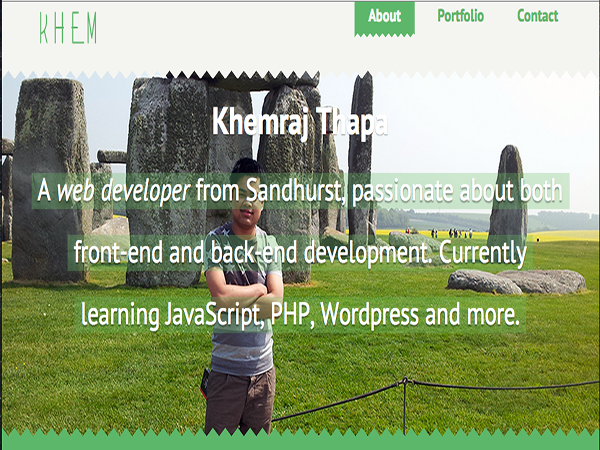 KHEM
About Portfolio Contact
Khemraj Thapa
A web developer from Sandhurst, passionate about both
front-end and back-end development. Currently
learning JavaScript, PHP, Wordpress and more.